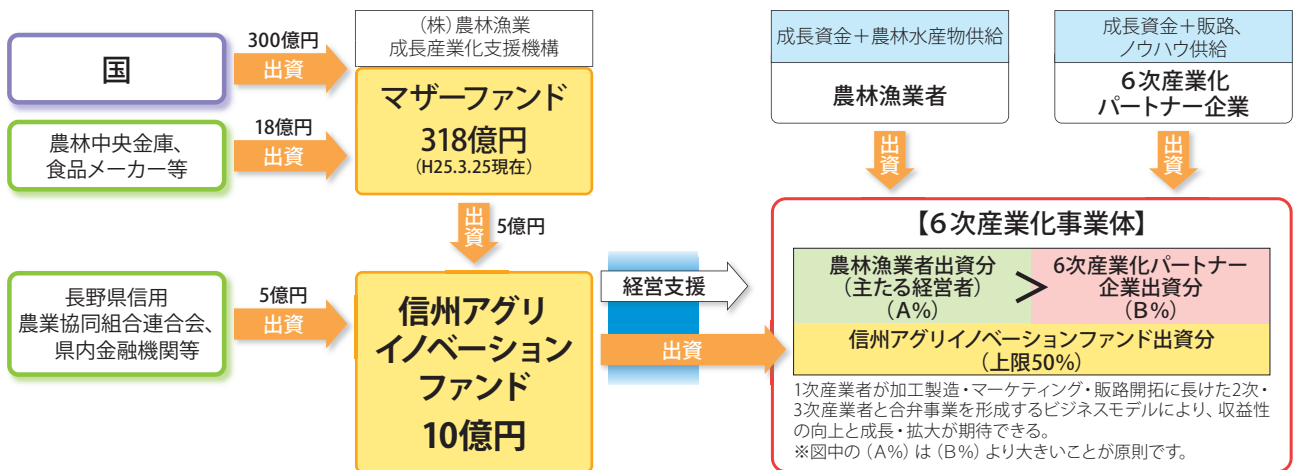 国
300億円
出資
(株)農林漁業
成長産業化支援機構
マザーファンド
318億円
(H25.3.25現在)
農林中央金庫、
食品メーカー等
18億円
出資
出資
5億円
長野県信用
農業協同組合連合会、
県内金融機関等
5億円
出資
信州アグリ
イノベーション
ファンド
10億円
経営支援
出資
成長資金＋農林水産物供給
農林漁業者
出資
成長資金＋販路、
ノウハウ供給
6次産業化
パートナー企業
出資
【6次産業化事業体】
農林漁業者出資分
(主たる経営者)
(A%)
＞
6次産業化パートナー
企業出資分
(B%)
信州アグリイノベーションファンド出資分
(上限50%)
1次産業者が加工製造・マーケティング・販路開拓に長けた2次・
3次産業者と合弁事業を形成するビジネスモデルにより、収益性
の向上と成長・拡大が期待できる。
※図中の(A%)は(B%)より大きいことが原則です。